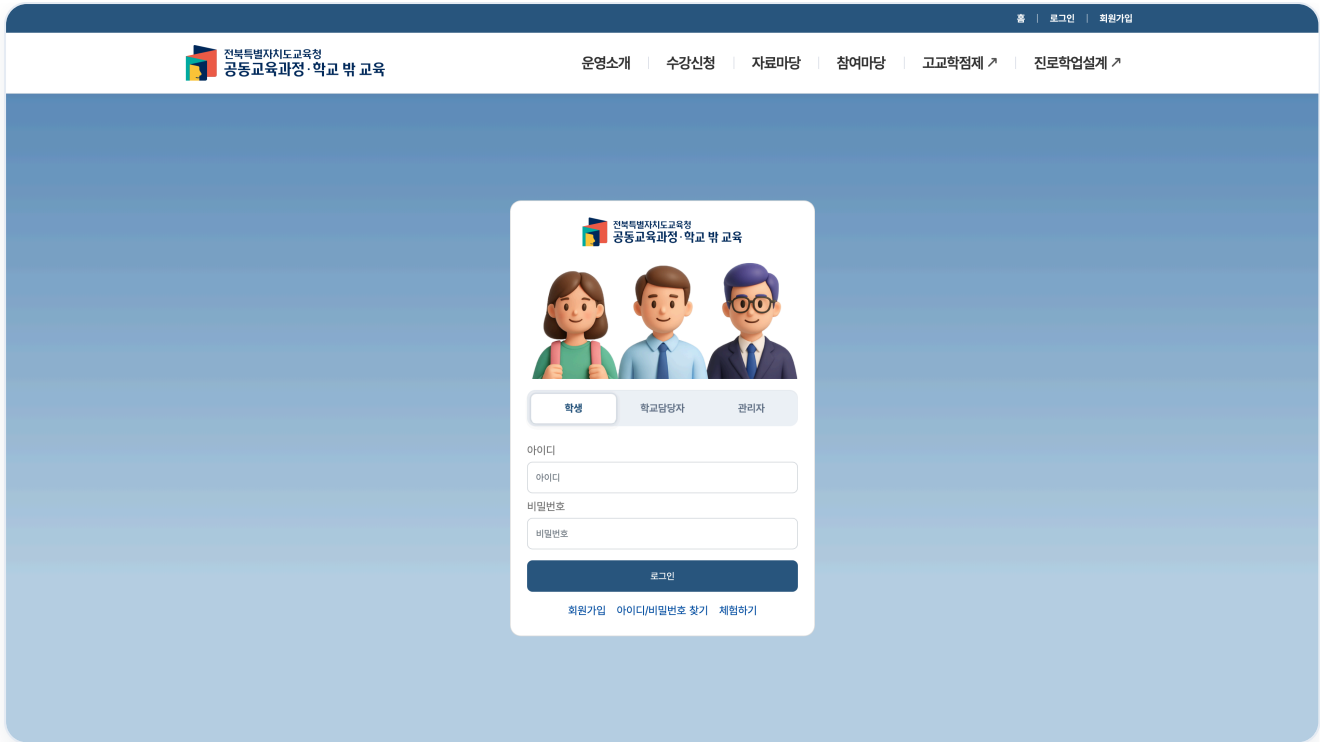 홈 로그인 회원가입
전북특별자치도교육청
공동교육과정·학교 밖 교육
운영소개 수강신청 자료마당 참여마당 고교학점제 ↗ 진로학업설계 ↗
전북특별자치도교육청
공동교육과정·학교 밖 교육
학생 학교담당자 관리자
아이디
아이디
비밀번호
비밀번호
로그인
회원가입 아이디/비밀번호 찾기 체험하기